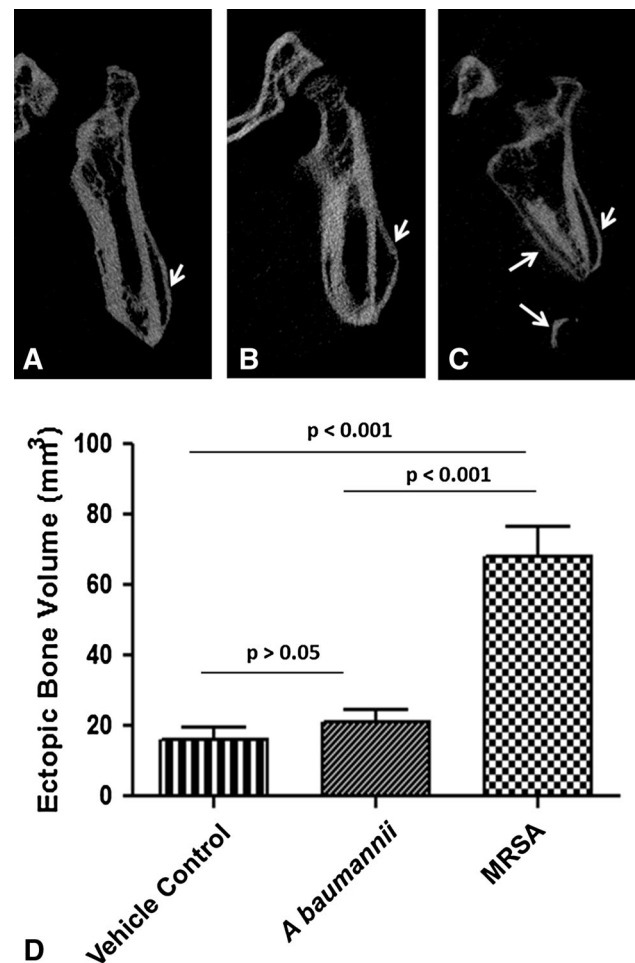 A
B
C
Ectopic Bone Volume (mm³)
100
80
60
40
20
0
p < 0.001
p < 0.001
p > 0.05
Vehicle Control
A baumannii
MRSA
D